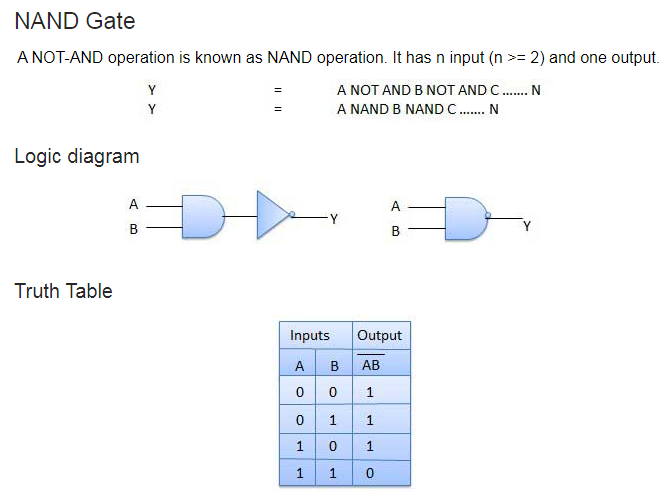 NAND Gate
A NOT-AND operation is known as NAND operation. It has n input (n >= 2) and one output.
Y = A NOT AND B NOT AND C ....... N
Y = A NAND B NAND C ....... N
Logic diagram
A
B
Y
A
B
Y
Truth Table
Inputs Output
A B A̅B̅
0 0 1
0 1 1
1 0 1
1 1 0